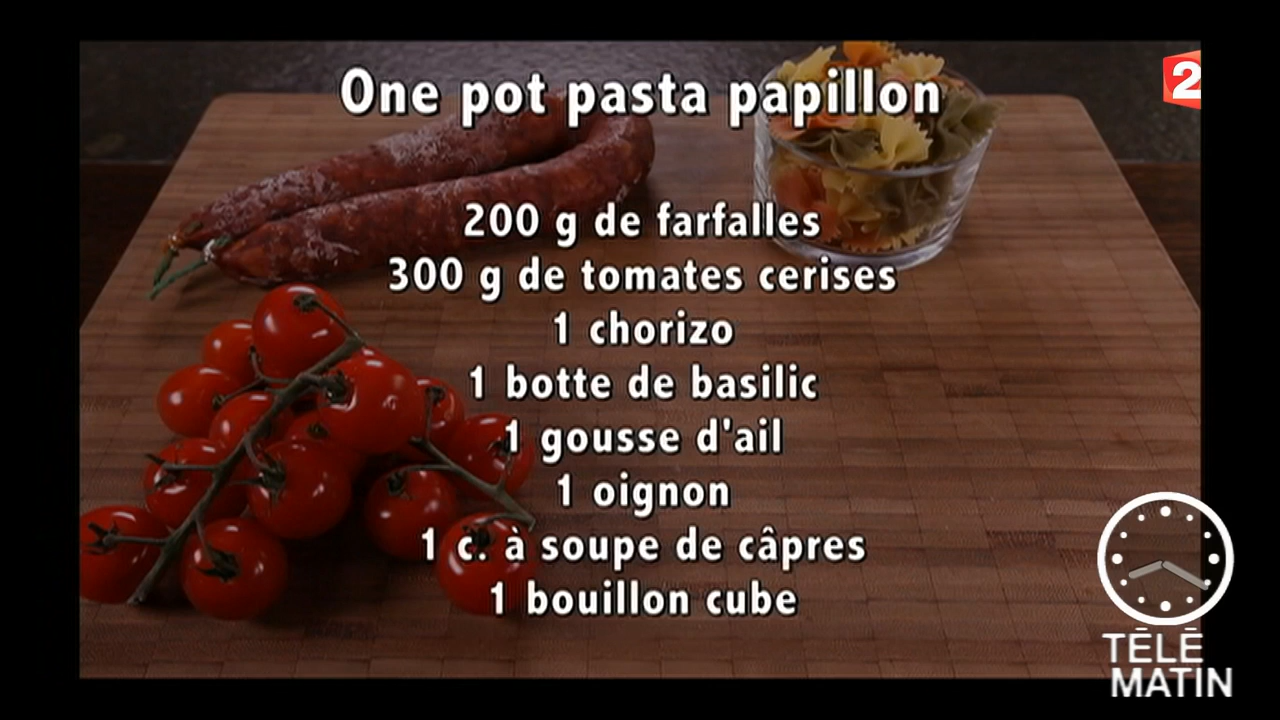 One pot pasta papillon
2
200 g de farfalles
300 g de tomates cerises
1 chorizo
1 botte de basilic
1 gousse d'ail
1 oignon
1 c. à soupe de câpres
1 bouillon cube
TÉLÉ
MATIN